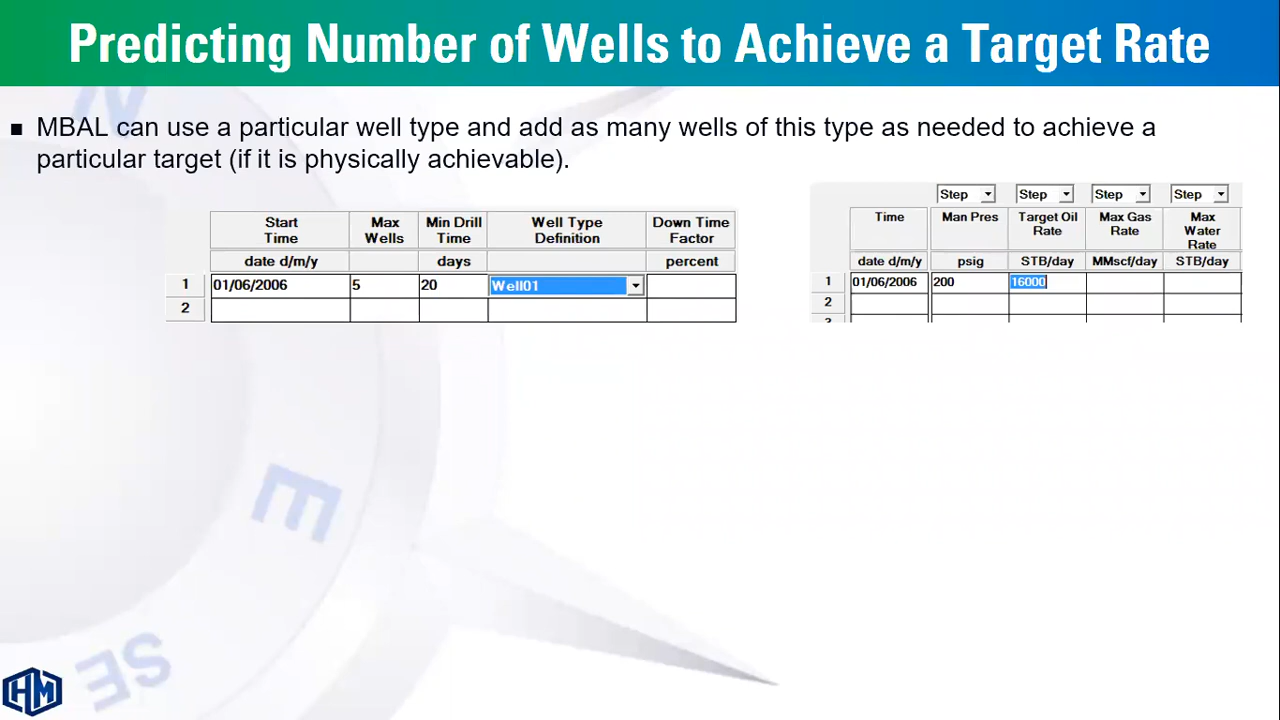 Predicting Number of Wells to Achieve a Target Rate
■ MBAL can use a particular well type and add as many wells of this type as needed to achieve a
particular target (if it is physically achievable).
Start Time Max Wells Min Drill Time Well Type Definition Down Time Factor
date d/m/y days percent
1 01/06/2006 5 20 Well01
2
Step Step Step Step
Time Man Pres Target Oil Rate Max Gas Rate Max Water Rate
date d/m/y psig STB/day MMscf/day STB/day
1 01/06/2006 200 16000
2
N
E
SE
HM